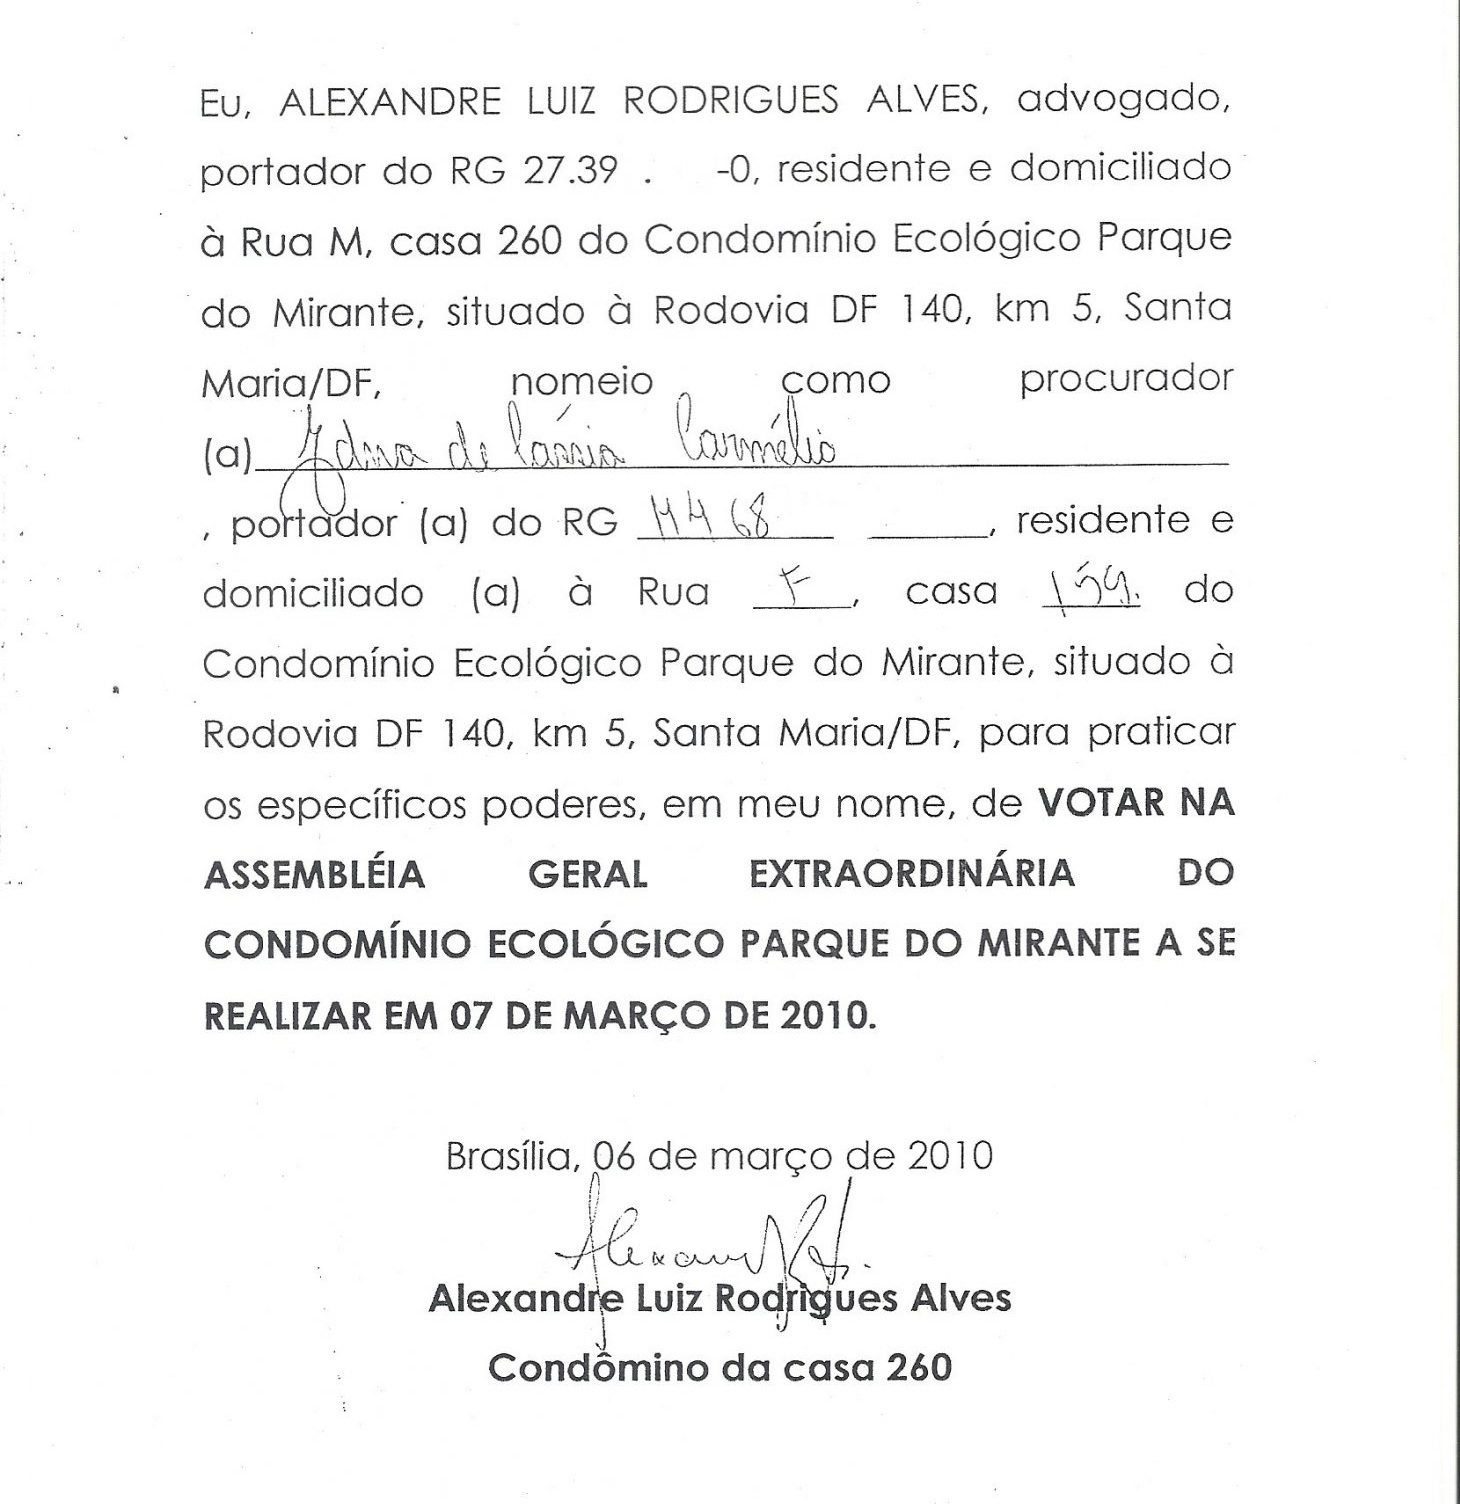 Eu, ALEXANDRE LUIZ RODRIGUES ALVES, advogado,
portador do RG 27.39 . -0, residente e domiciliado
à Rua M, casa 260 do Condomínio Ecológico Parque
do Mirante, situado à Rodovia DF 140, km 5, Santa
Maria/DF, nomeio como procurador
(a) Edna de Cássia Carmélio
, portador (a) do RG 68, residente e
domiciliado (a) à Rua F, casa 159. do
Condomínio Ecológico Parque do Mirante, situado à
Rodovia DF 140, km 5, Santa Maria/DF, para praticar
os específicos poderes, em meu nome, de VOTAR NA
ASSEMBLÉIA GERAL EXTRAORDINÁRIA DO
CONDOMÍNIO ECOLÓGICO PARQUE DO MIRANTE A SE
REALIZAR EM 07 DE MARÇO DE 2010.
Brasília, 06 de março de 2010
Alexandre Luiz Rodrigues Alves
Condômino da casa 260